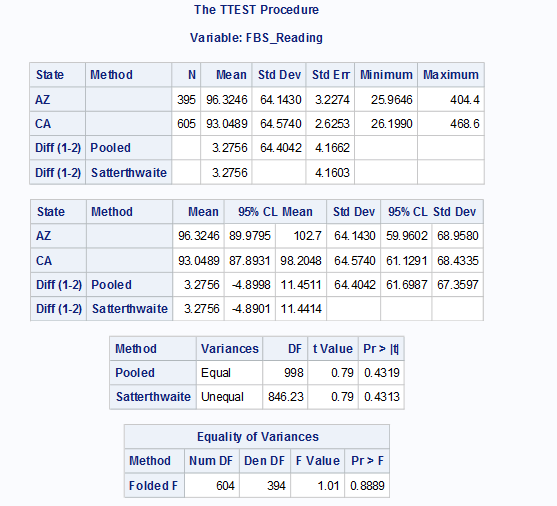 The TTEST Procedure
Variable: FBS_Reading
State Method N Mean Std Dev Std Err Minimum Maximum
AZ 395 96.3246 64.1430 3.2274 25.9646 404.4
CA 605 93.0489 64.5740 2.6253 26.1990 468.6
Diff (1-2) Pooled 3.2756 64.4042 4.1662
Diff (1-2) Satterthwaite 3.2756 4.1603
State Method Mean 95% CL Mean Std Dev 95% CL Std Dev
AZ 96.3246 89.9795 102.7 64.1430 59.9602 68.9580
CA 93.0489 87.8931 98.2048 64.5740 61.1291 68.4335
Diff (1-2) Pooled 3.2756 -4.8998 11.4511 64.4042 61.6987 67.3597
Diff (1-2) Satterthwaite 3.2756 -4.8901 11.4414
Method Variances DF t Value Pr > |t|
Pooled Equal 998 0.79 0.4319
Satterthwaite Unequal 846.23 0.79 0.4313
Equality of Variances
Method Num DF Den DF F Value Pr > F
Folded F 604 394 1.01 0.8889